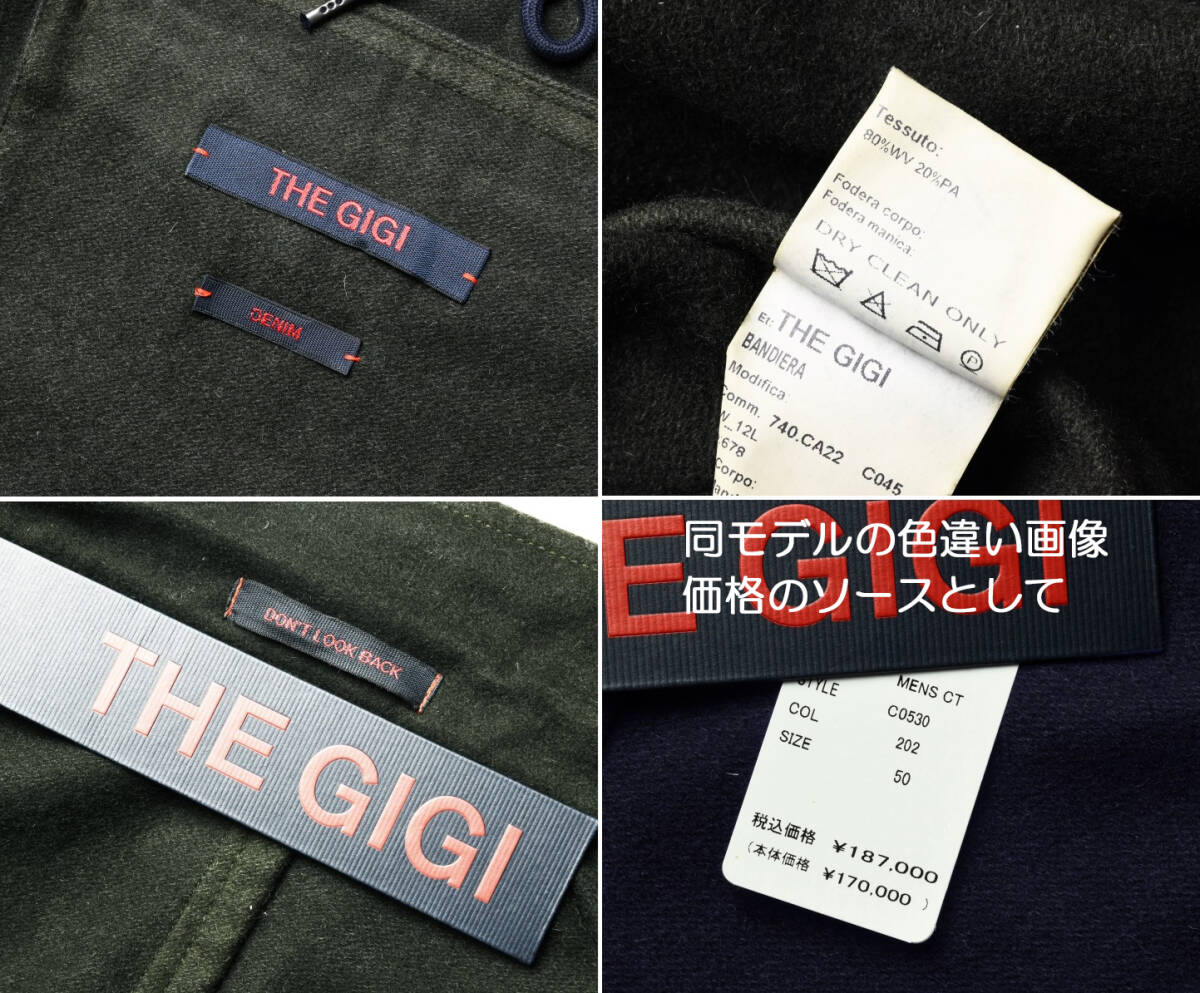 THE GIGI
DENIM
Tessuto:
80%WV 20%PA
Fodera corpo:
Fodera manica:
DRY CLEAN ONLY
P
Et: THE GIGI
BANDIERA
Modifica:
Comm. 740.CA22 C045
W_12L
678
Corpo:
DON'T LOOK BACK
THE GIGI
E GIGI
同モデルの色違い画像
価格のソースとして
STYLE MENS CT
COL C0530
SIZE 202
50
税込価格 ¥187,000
(本体価格 ¥170,000 )